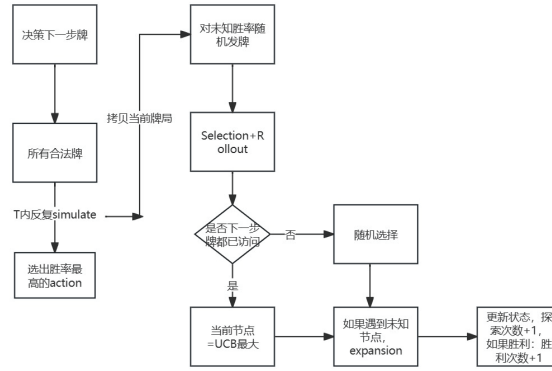 决策下一步牌
所有合法牌
T内反复simulate
选出胜率最
高的action
拷贝当前牌局
对未知胜率随
机发牌
Selection+R
ollout
是否下一步
牌都已访问
否
随机选择
是
当前节点
=UCB最大
如果遇到未知
节点,
expansion
更新状态，探
索次数+1，
如果胜利：胜
利次数+1